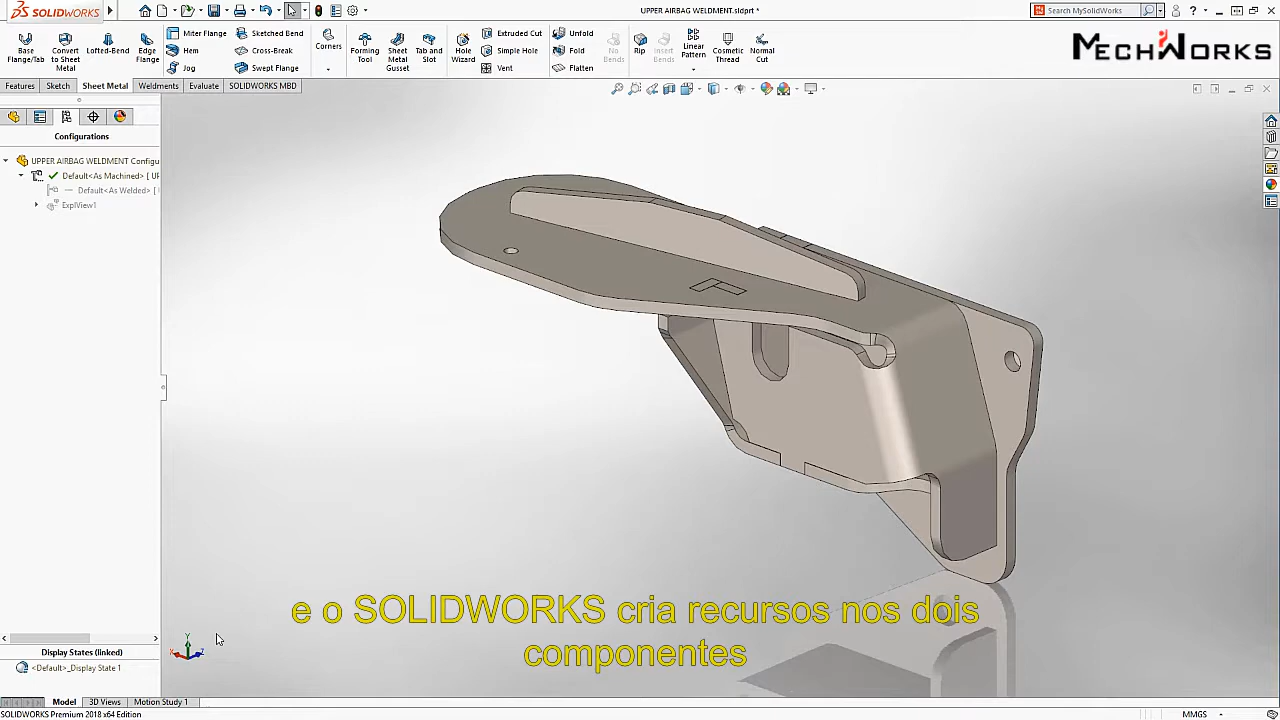 SOLIDWORKS
UPPER AIRBAG WELDMENT.sldprt *
Search MySolidWorks
Base Flange/Tab
Convert to Sheet Metal
Lofted-Bend
Edge Flange
Miter Flange
Hem
Jog
Sketched Bend
Cross-Break
Swept Flange
Corners
Forming Tool
Sheet Metal Gusset
Tab and Slot
Hole Wizard
Extruded Cut
Simple Hole
Vent
Unfold
Fold
Flatten
No Bends
Rip
Insert Bends
Linear Pattern
Cosmetic Thread
Normal Cut
MECHWORKS
Features Sketch Sheet Metal Weldments Evaluate SOLIDWORKS MBD
Configurations
UPPER AIRBAG WELDMENT Configu
Default<As Machined> [ UP
Default<As Welded> [
ExplView1
e o SOLIDWORKS cria recursos nos dois
componentes
Y
X
Z
Display States (linked)
<Default>_Display State 1
Model 3D Views Motion Study 1
SOLIDWORKS Premium 2018 x64 Edition
MMGS